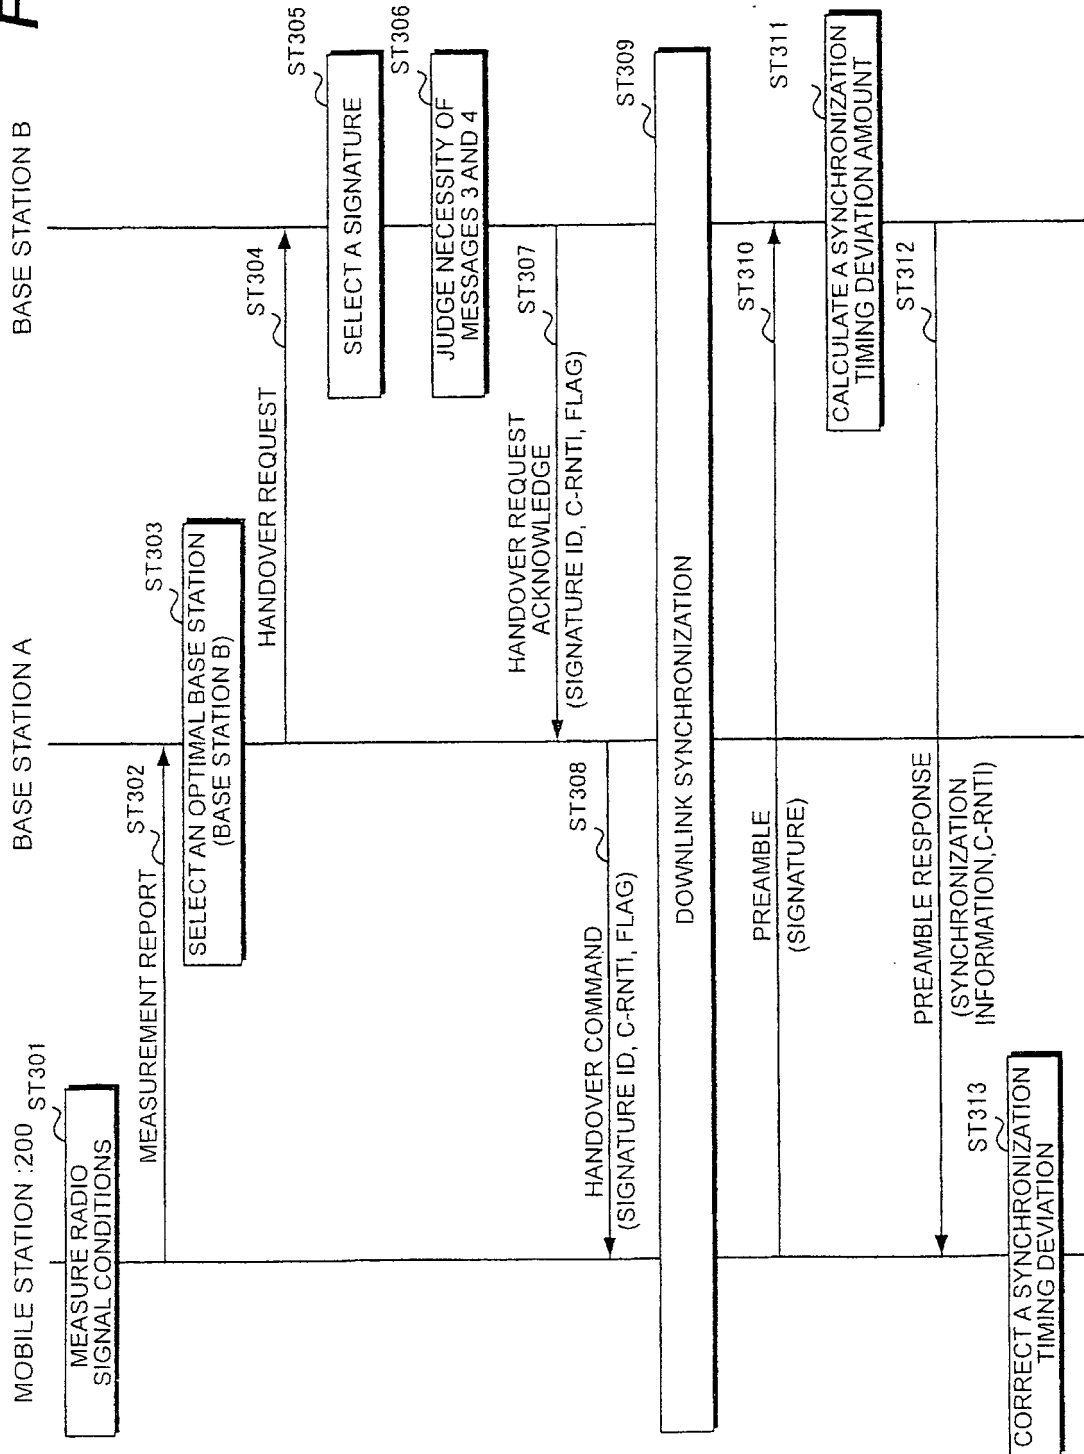 F
MOBILE STATION :200
BASE STATION A
BASE STATION B
ST301
MEASURE RADIO
SIGNAL CONDITIONS
MEASUREMENT REPORT
ST302
ST303
SELECT AN OPTIMAL BASE STATION
(BASE STATION B)
HANDOVER REQUEST
ST304
ST305
SELECT A SIGNATURE
ST306
JUDGE NECESSITY OF
MESSAGES 3 AND 4
HANDOVER REQUEST
ACKNOWLEDGE
(SIGNATURE ID, C-RNTI, FLAG)
ST307
HANDOVER COMMAND
(SIGNATURE ID, C-RNTI, FLAG)
ST308
ST309
DOWNLINK SYNCHRONIZATION
PREAMBLE
(SIGNATURE)
ST310
ST311
CALCULATE A SYNCHRONIZATION
TIMING DEVIATION AMOUNT
PREAMBLE RESPONSE
(SYNCHRONIZATION
INFORMATION,C-RNTI)
ST312
ST313
CORRECT A SYNCHRONIZATION
TIMING DEVIATION